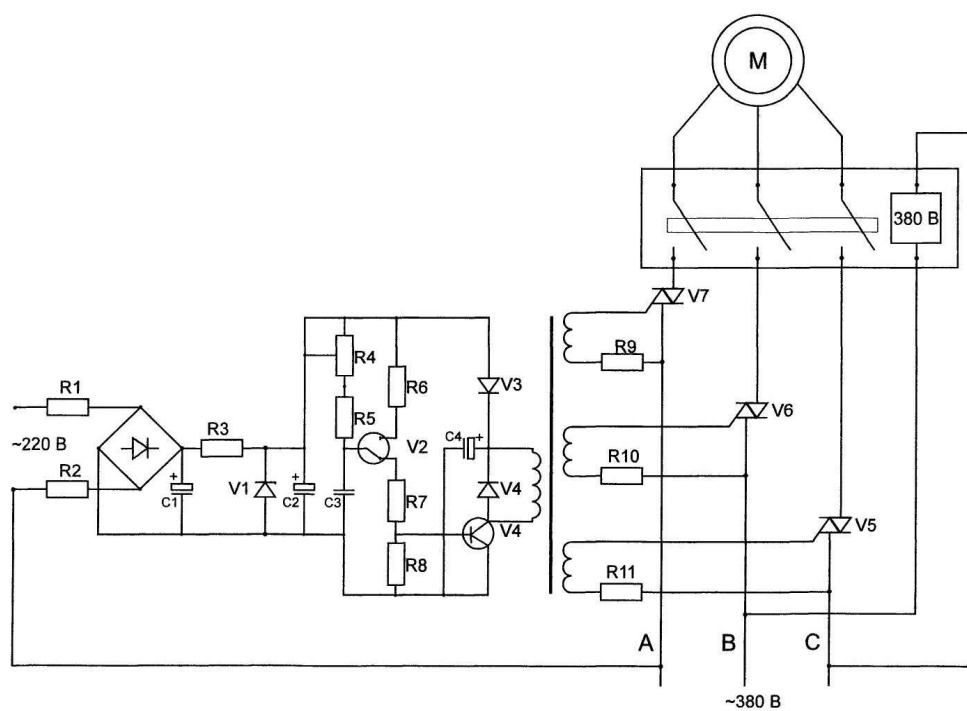 M
380 В
V7
R9
R4
R6
V3
R1
R5
V6
R3
V2
C4
+
~220 В
R10
R2
+
V1
+
C1
C2
C3
R7
V4
V4
V5
R8
R11
A
B
C
~380 В